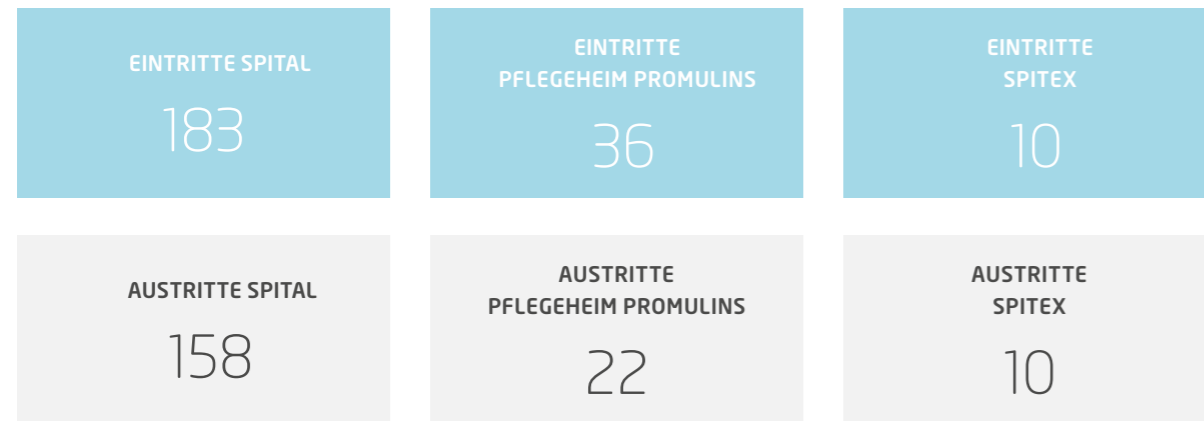 EINTRITTE SPITAL
183
EINTRITTE
PFLEGEHEIM PROMULINS
36
EINTRITTE
SPITEX
10
AUSTRITTE SPITAL
158
AUSTRITTE
PFLEGEHEIM PROMULINS
22
AUSTRITTE
SPITEX
10